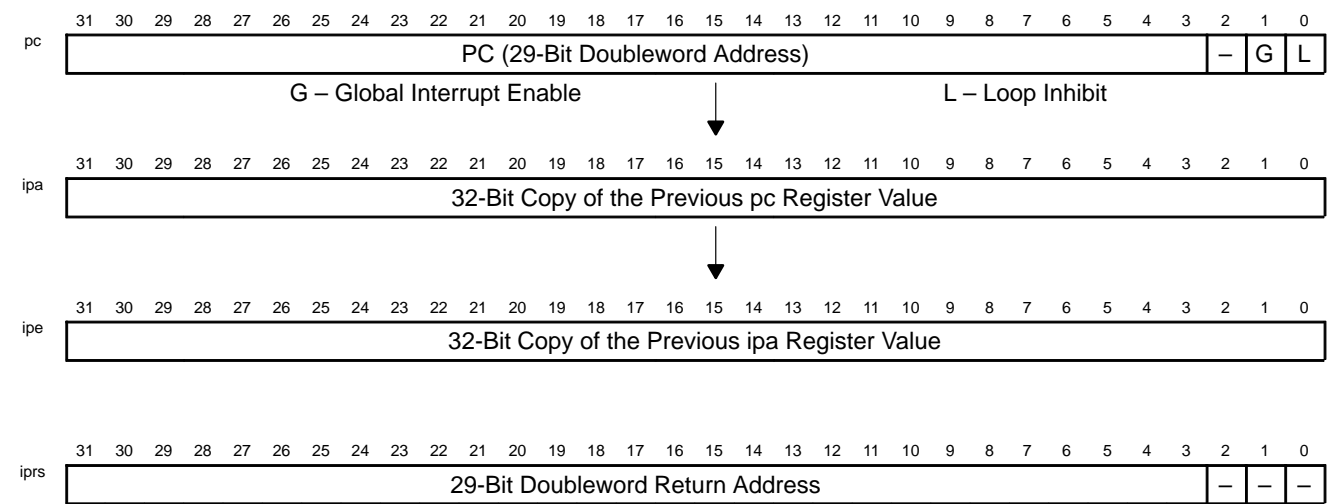 31 30 29 28 27 26 25 24 23 22 21 20 19 18 17 16 15 14 13 12 11 10 9 8 7 6 5 4 3 2 1 0
pc PC (29-Bit Doubleword Address) – G L
G – Global Interrupt Enable L – Loop Inhibit
31 30 29 28 27 26 25 24 23 22 21 20 19 18 17 16 15 14 13 12 11 10 9 8 7 6 5 4 3 2 1 0
ipa 32-Bit Copy of the Previous pc Register Value
31 30 29 28 27 26 25 24 23 22 21 20 19 18 17 16 15 14 13 12 11 10 9 8 7 6 5 4 3 2 1 0
ipe 32-Bit Copy of the Previous ipa Register Value
31 30 29 28 27 26 25 24 23 22 21 20 19 18 17 16 15 14 13 12 11 10 9 8 7 6 5 4 3 2 1 0
iprs 29-Bit Doubleword Return Address – – –